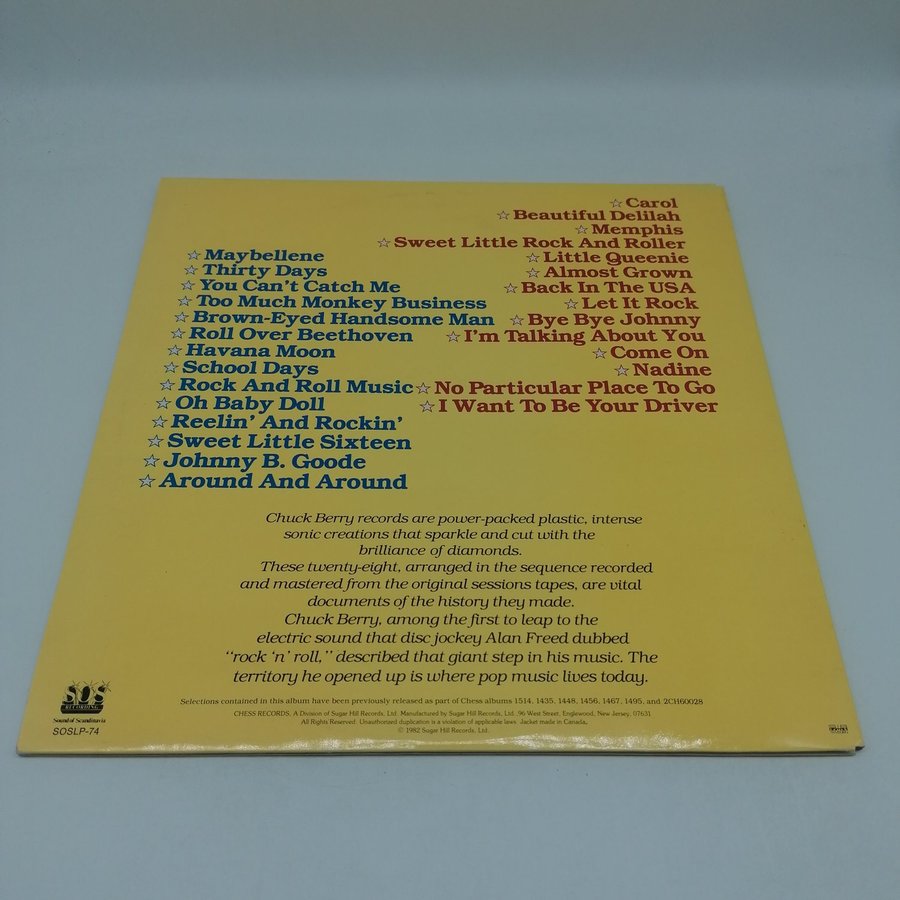 Maybellene
Thirty Days
You Can't Catch Me
Too Much Monkey Business
Brown-Eyed Handsome Man
Roll Over Beethoven
Havana Moon
School Days
Rock And Roll Music
Oh Baby Doll
Reelin' And Rockin'
Sweet Little Sixteen
Johnny B. Goode
Around And Around
Carol
Beautiful Delilah
Memphis
Sweet Little Rock And Roller
Little Queenie
Almost Grown
Back In The USA
Let It Rock
Bye Bye Johnny
I'm Talking About You
Come On
Nadine
No Particular Place To Go
I Want To Be Your Driver
Chuck Berry records are power-packed plastic, intense
sonic creations that sparkle and cut with the
brilliance of diamonds.
These twenty-eight, arranged in the sequence recorded
and mastered from the original sessions tapes, are vital
documents of the history they made.
Chuck Berry, among the first to leap to the
electric sound that disc jockey Alan Freed dubbed
"rock 'n' roll," described that giant step in his music. The
territory he opened up is where pop music lives today.
Selections contained in this album have been previously released as part of Chess albums 1514, 1435, 1448, 1456, 1467, 1495, and 2CH60028
CHESS RECORDS, A Division of Sugar Hill Records, Ltd. Manufactured by Sugar Hill Records, Ltd. 96 West Street, Englewood, New Jersey, 07631
All Rights Reserved. Unauthorized duplication is a violation of applicable laws. Jacket made in Canada.
© 1982 Sugar Hill Records, Ltd.
SOS
RECORDING
Sound of Scandinavia
SOSLP-74